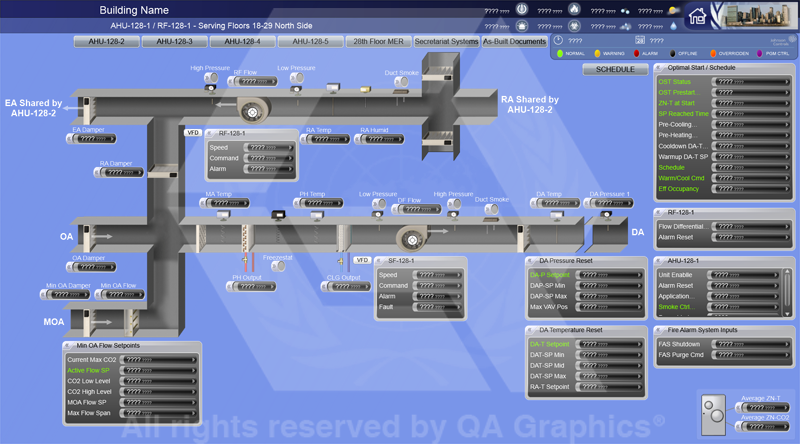 Building Name
AHU-128-1 / RF-128-1 - Serving Floors 18-29 North Side
???? ????
???? ????
???? ????
???? ????
???? ????
???? ????
AHU-128-2
AHU-128-3
AHU-128-4
AHU-128-5
28th Floor MER
Secretariat Systems
As-Built Documents
????
28 ????
NORMAL
WARNING
ALARM
OFFLINE
OVERRIDDEN
PGM CTRL
SCHEDULE
High Pressure
RF Flow
Low Pressure
Duct Smoke
EA Shared by
AHU-128-2
RA Shared by
AHU-128-2
EA Damper
RA Damper
VFD
RF-128-1
Speed
Command
Alarm
RA Temp
RA Humid
MA Temp
PH Temp
Low Pressure
DF Flow
High Pressure
Duct Smoke
DA Temp
DA Pressure 1
OA
DA
OA Damper
Min OA Damper
Min OA Flow
MOA
Freezestat
PH Output
CLG Output
VFD
SF-128-1
Speed
Command
Alarm
Fault
Min OA Flow Setpoints
Current Max CO2
Active Flow SP
CO2 Low Level
CO2 High Level
MOA Flow SP
Max Flow Span
DA Pressure Reset
DA-P Setpoint
DAP-SP Min
DAP-SP Max
Max VAV Pos
DA Temperature Reset
DA-T Setpoint
DAT-SP Min
DAT-SP Mid
DAT-SP Max
RA-T Setpoint
Optimal Start / Schedule
OST Status
OST Prestart...
ZN-T at Start
SP Reached Time
Pre-Cooling...
Pre-Heating...
Cooldown DA-T...
Warmup DA-T SP
Schedule
Warm/Cool Cmd
Eff Occupancy
RF-128-1
Flow Differential...
Alarm Reset
AHU-128-1
Unit Enable
Alarm Reset
Application...
Smoke Ctrl...
Fire Alarm System Inputs
FAS Shutdown
FAS Purge Cmd
Average ZN-T
Average ZN CO2
All rights reserved by QA Graphics®